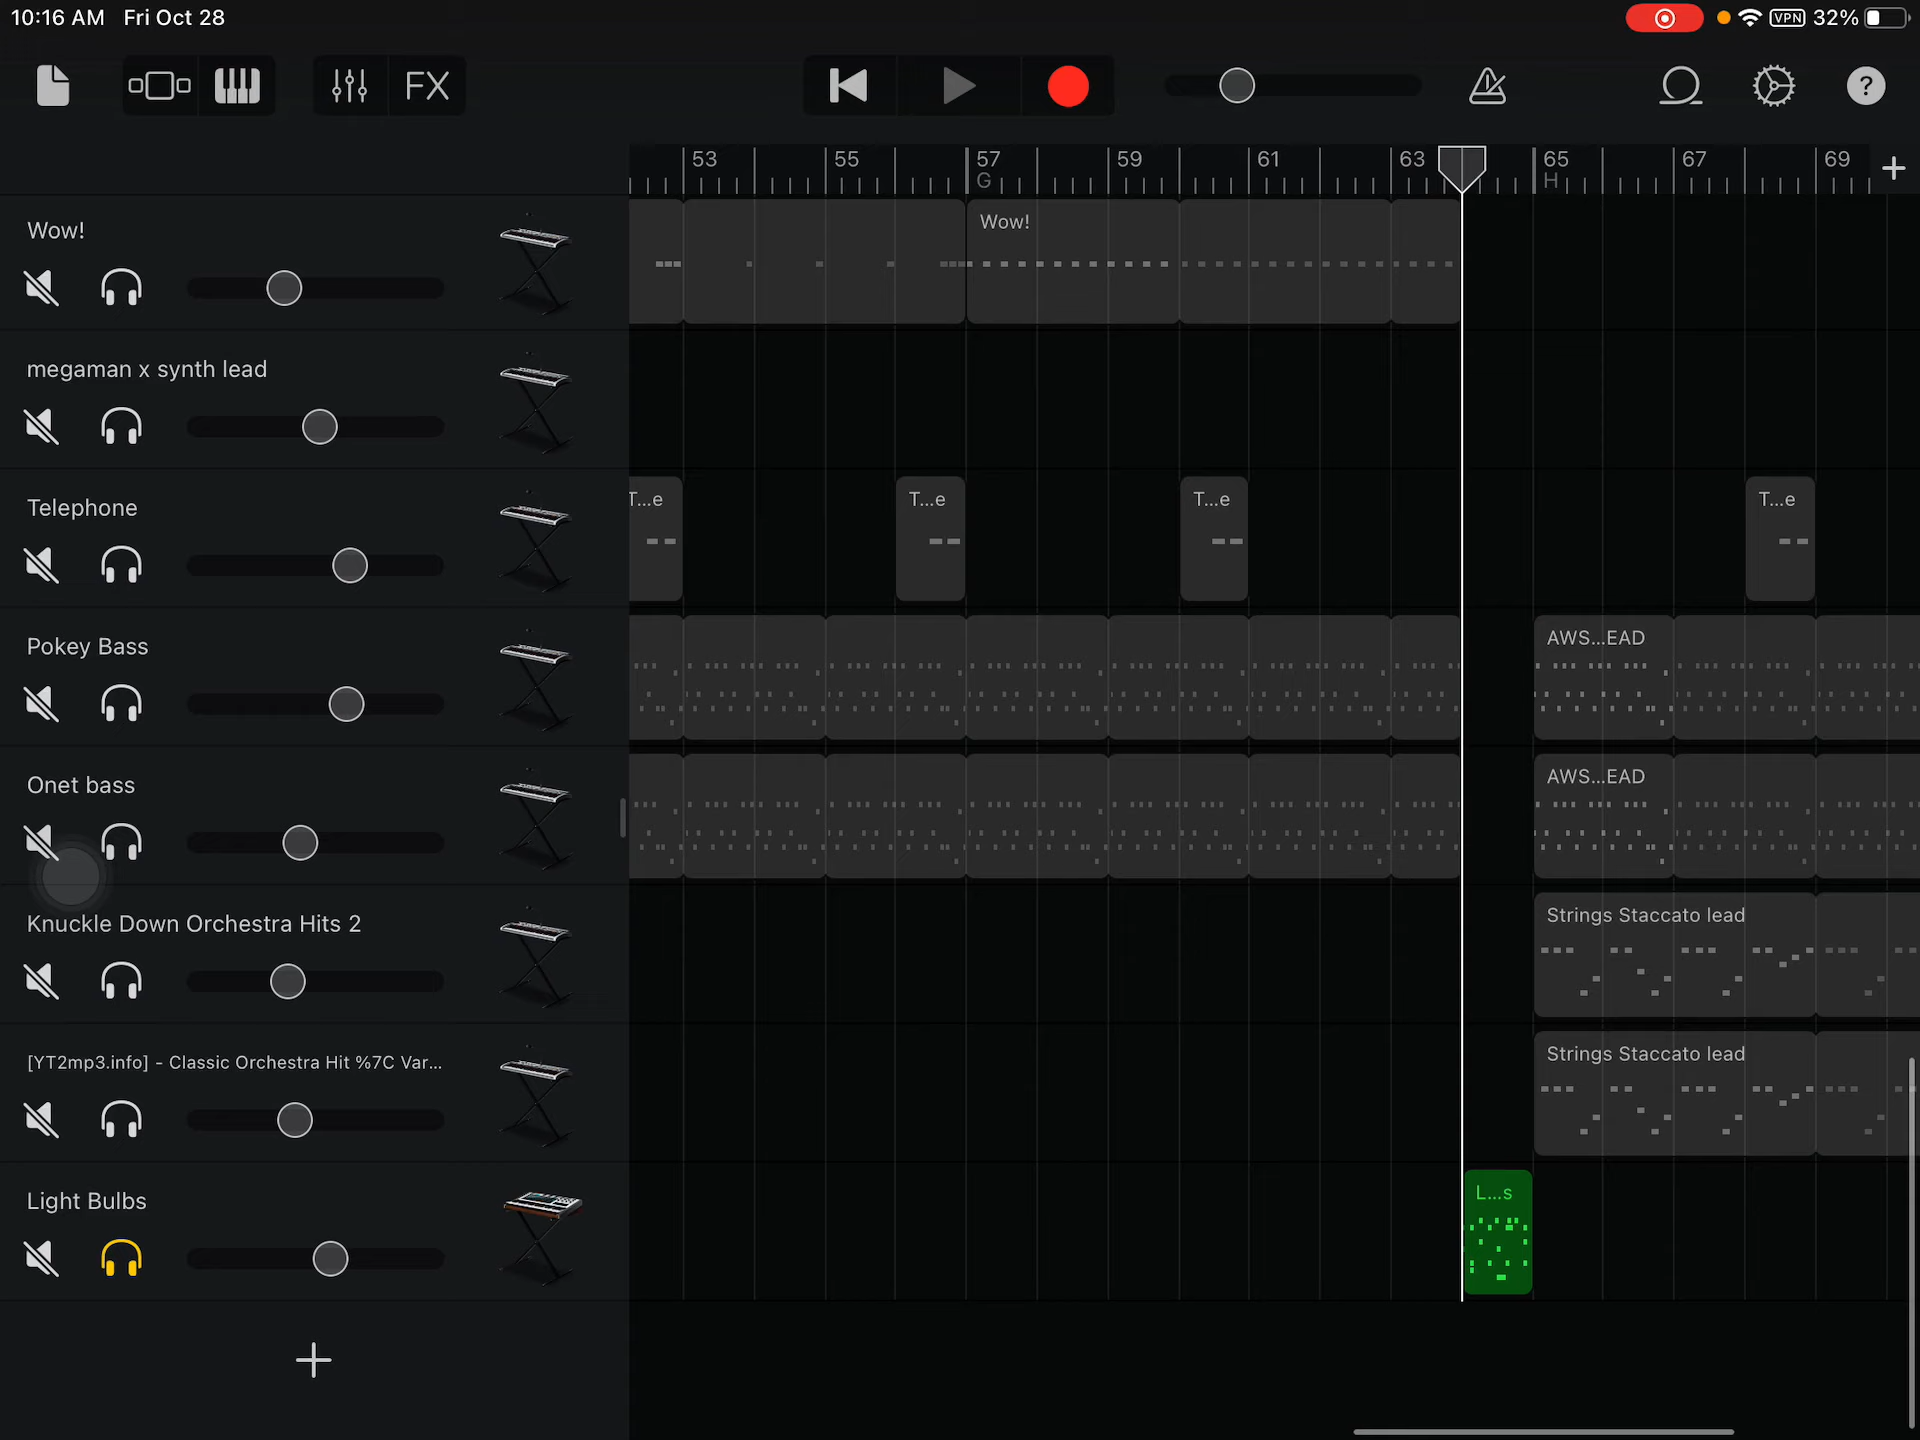 10:16 AM Fri Oct 28
VPN 32%
FX
?
53 55 57 59 61 63 65 67 69
G H
Wow!
Wow!
megaman x synth lead
Telephone
T...e T...e T...e T...e
Pokey Bass
AWS...EAD
Onet bass
AWS...EAD
Knuckle Down Orchestra Hits 2
Strings Staccato lead
[YT2mp3.info] - Classic Orchestra Hit %7C Var...
Strings Staccato lead
Light Bulbs
L...s